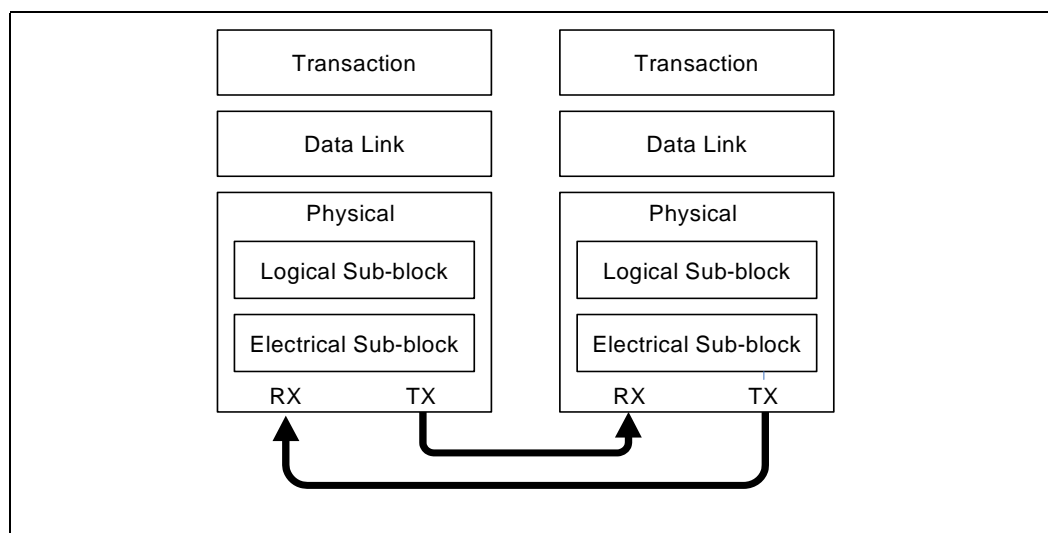 Transaction
Transaction
Data Link
Data Link
Physical
Physical
Logical Sub-block
Logical Sub-block
Electrical Sub-block
Electrical Sub-block
RX
TX
RX
TX